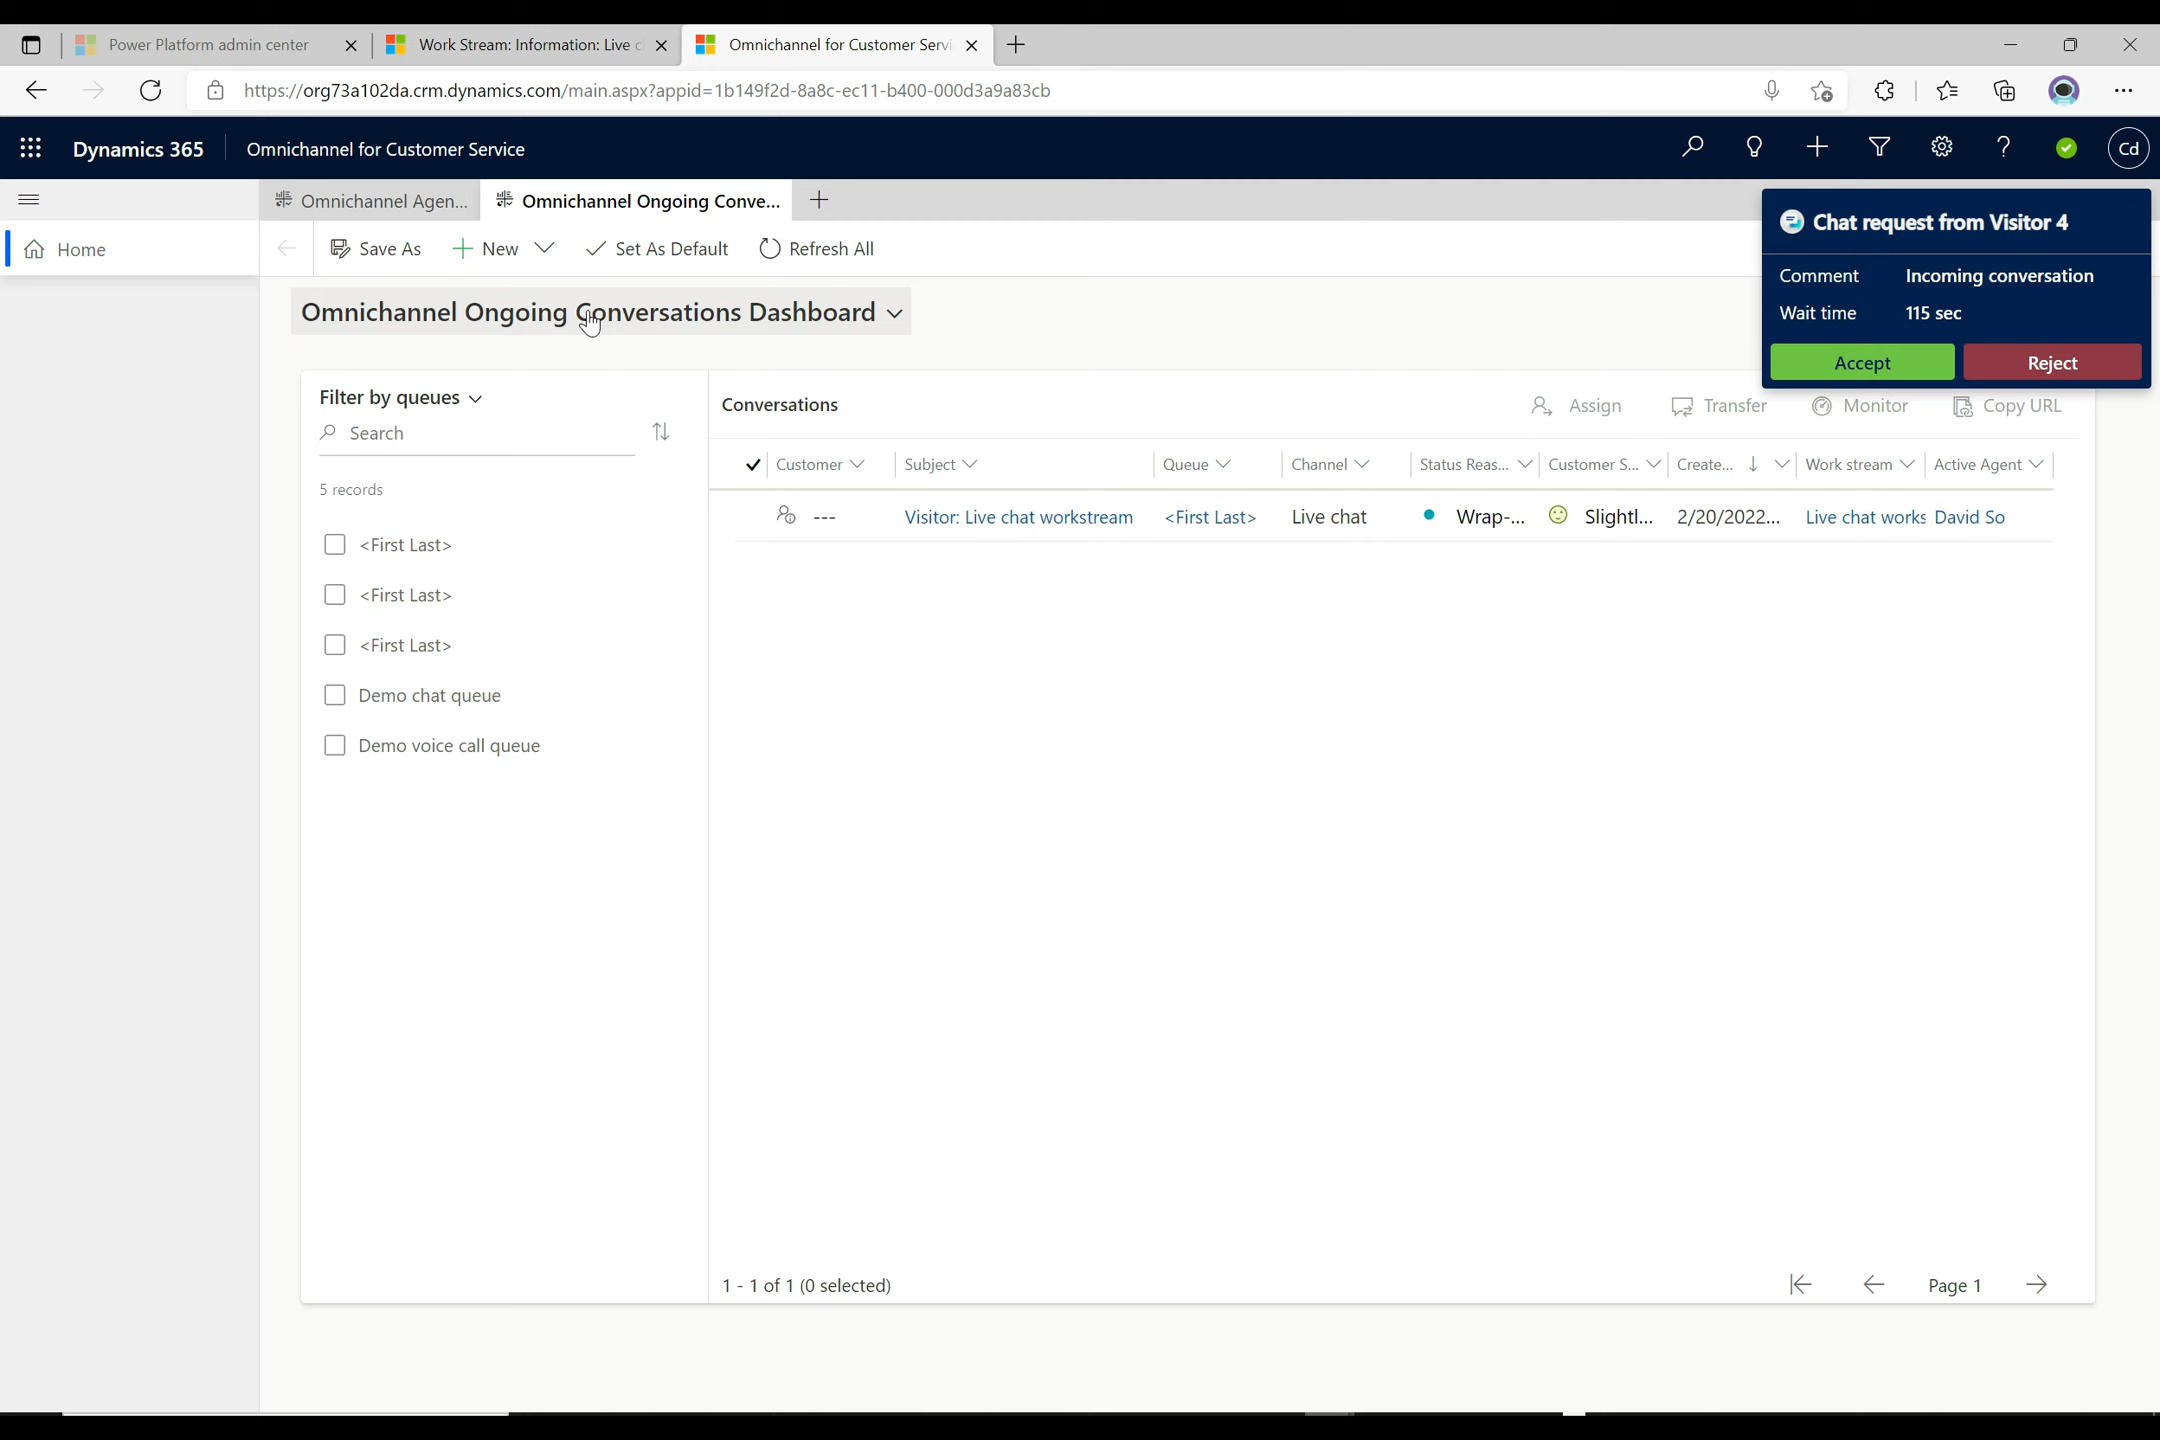 Power Platform admin center
Work Stream: Information: Live c
Omnichannel for Customer Servi
https://org73a102da.crm.dynamics.com/main.aspx?appid=1b149f2d-8a8c-ec11-b400-000d3a9a83cb
Dynamics 365
Omnichannel for Customer Service
Cd
Omnichannel Agen...
Omnichannel Ongoing Conve...
Home
Save As
New
Set As Default
Refresh All
Chat request from Visitor 4
Comment Incoming conversation
Wait time 115 sec
Accept Reject
Omnichannel Ongoing Conversations Dashboard
Filter by queues
Search
5 records
<First Last>
<First Last>
<First Last>
Demo chat queue
Demo voice call queue
Conversations
Assign Transfer Monitor Copy URL
Customer Subject Queue Channel Status Reas... Customer S... Create... Work stream Active Agent
--- Visitor: Live chat workstream <First Last> Live chat Wrap-... Slightl... 2/20/2022... Live chat works David So
1 - 1 of 1 (0 selected)
Page 1